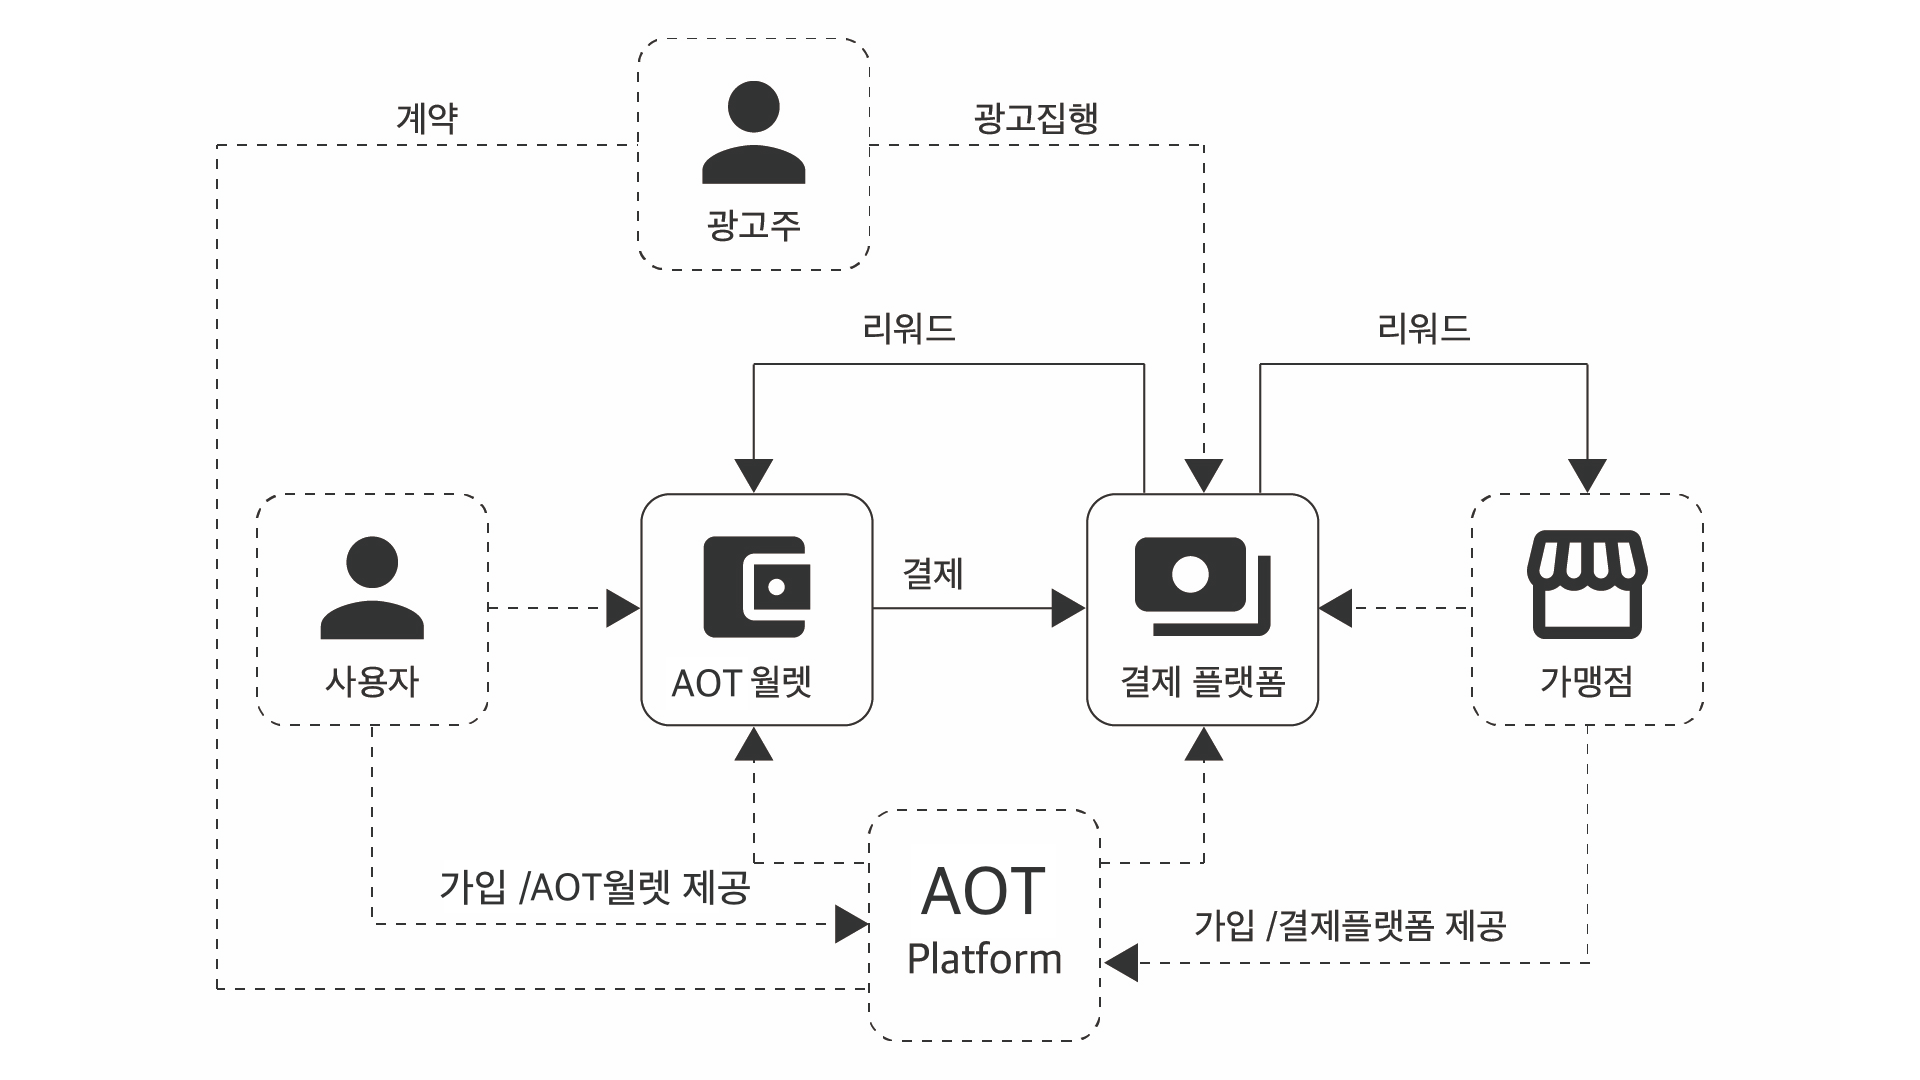 계약
광고집행
광고주
리워드
리워드
결제
사용자
AOT 월렛
결제 플랫폼
가맹점
가입 /AOT월렛 제공
AOT
Platform
가입 /결제플랫폼 제공